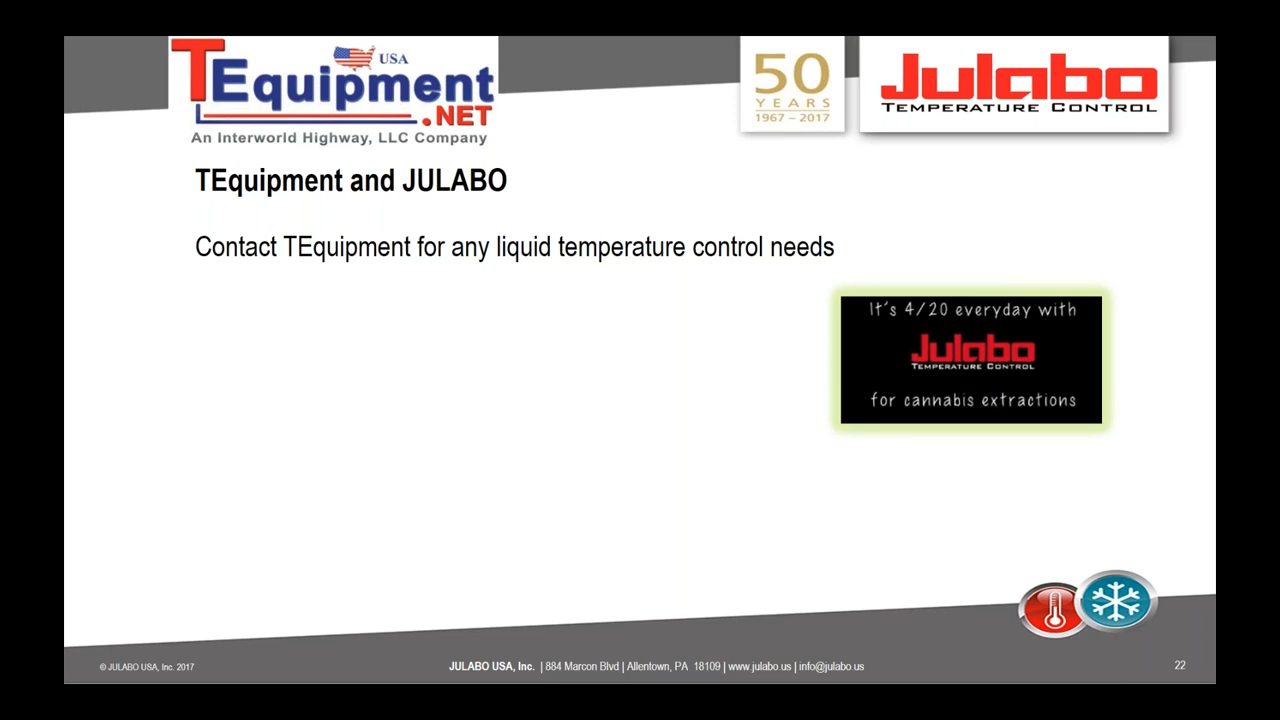 USA
TEquipment
.NET
An Interworld Highway, LLC Company
50
YEARS
1967 – 2017
Julabo
TEMPERATURE CONTROL
TEquipment and JULABO
Contact TEquipment for any liquid temperature control needs
It's 4/20 everyday with
Julabo
TEMPERATURE CONTROL
for cannabis extractions
© JULABO USA, Inc. 2017
JULABO USA, Inc. | 884 Marcon Blvd | Allentown, PA 18109 | www.julabo.us | info@julabo.us
22